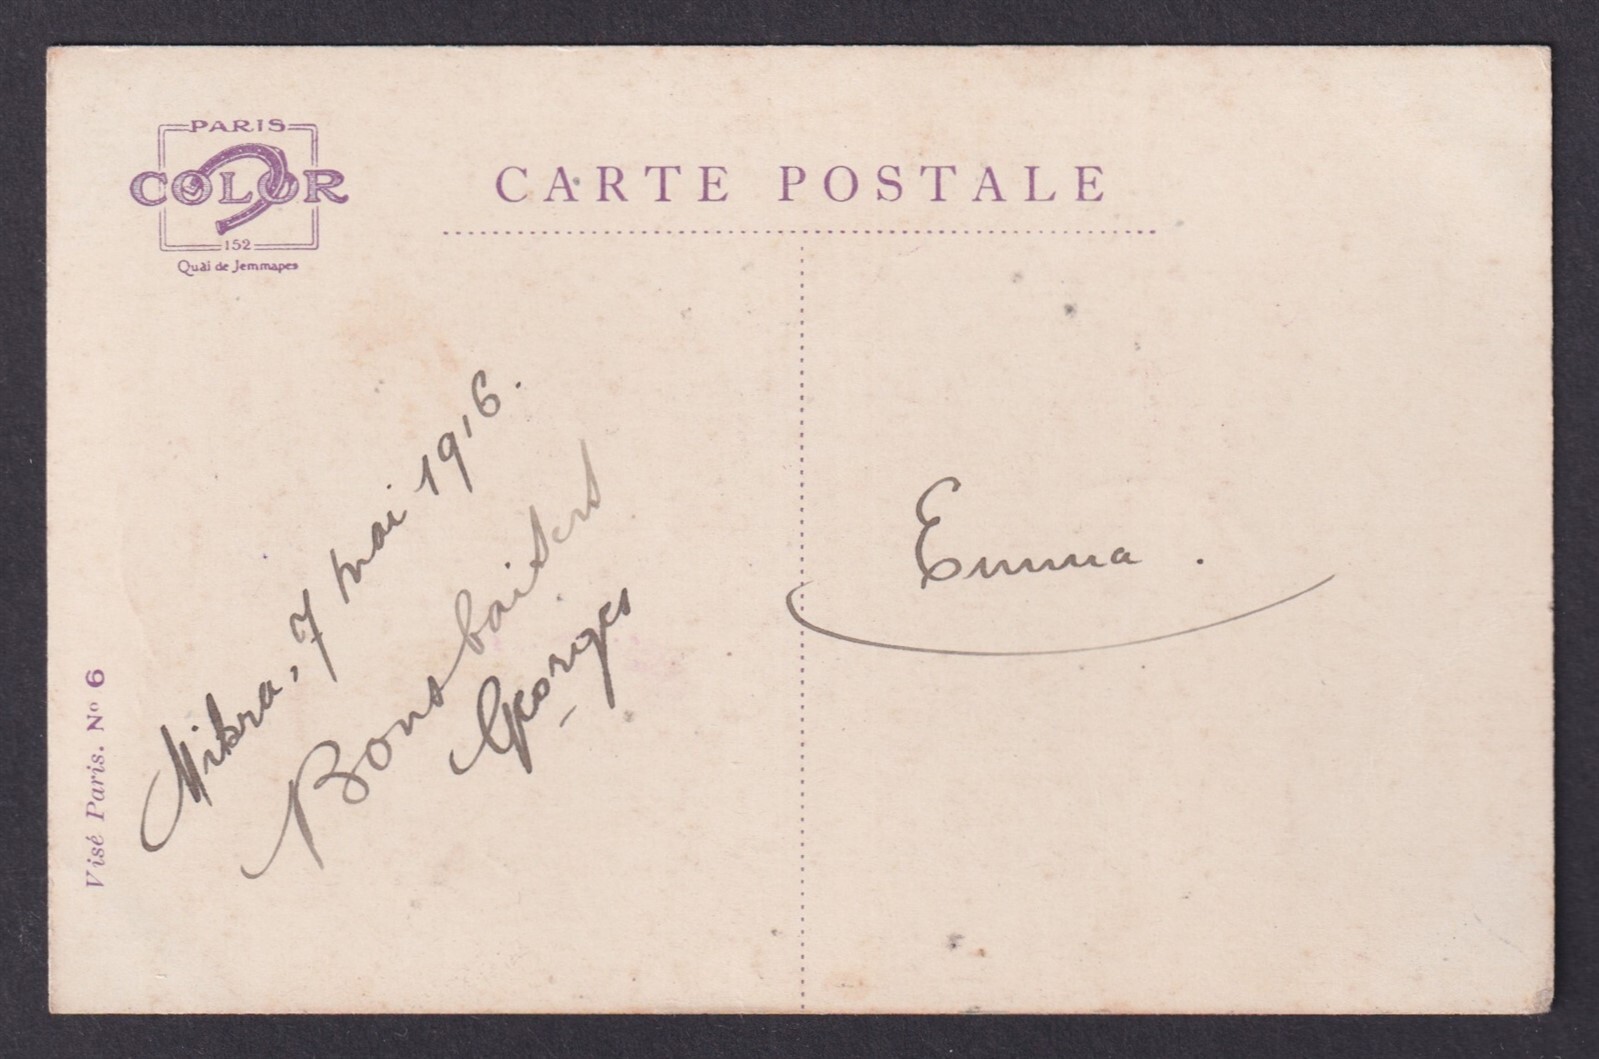 PARIS
COLOR
152
Quai de Jemmapes
CARTE POSTALE
Mikra, 7 mai 1916.
Bons baisers
Georges
Emma.
Visé Paris. Nº 6